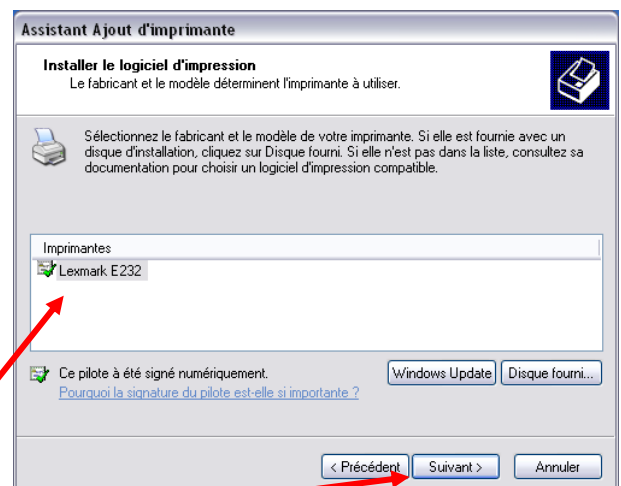 Assistant Ajout d'imprimante
Installer le logiciel d'impression
Le fabricant et le modèle déterminent l'imprimante à utiliser.
Sélectionnez le fabricant et le modèle de votre imprimante. Si elle est fournie avec un
disque d'installation, cliquez sur Disque fourni. Si elle n'est pas dans la liste, consultez sa
documentation pour choisir un logiciel d'impression compatible.
Imprimantes
Lexmark E232
Ce pilote à été signé numériquement.
Pourquoi la signature du pilote est-elle si importante ?
Windows Update
Disque fourni...
< Précédent
Suivant >
Annuler